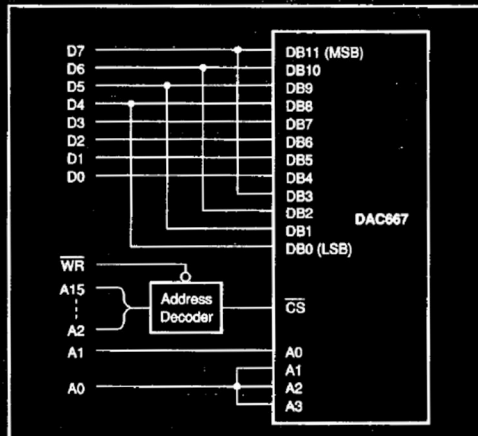 D7
D6
D5
D4
D3
D2
D1
D0
WR
A15
A2
A1
A0
Address
Decoder
DB11 (MSB)
DB10
DB9
DB8
DB7
DB6
DB5
DB4
DB3
DB2
DB1
DB0 (LSB)
DAC667
CS
A0
A1
A2
A3